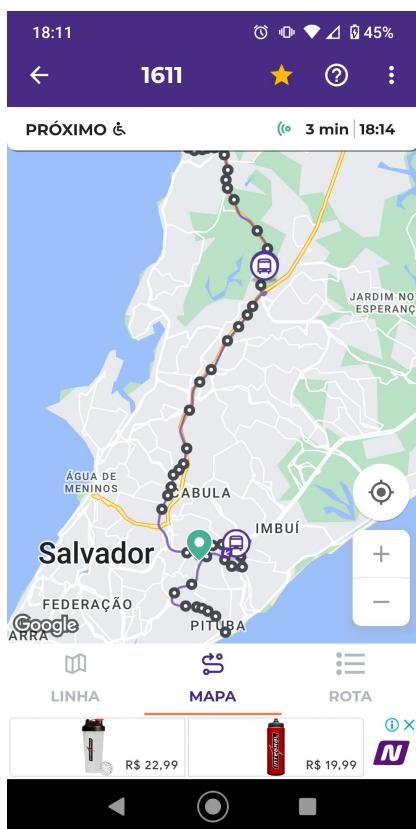 18:11
45%
1611
PRÓXIMO
3 min
18:14
JARDIM NO
ESPERANÇ
ÁGUA DE
MENINOS
CABULA
IMBUÍ
Salvador
FEDERAÇÃO
Google
ARRA
PITUBA
LINHA
MAPA
ROTA
R$ 22,99
INTEGRAL
R$ 19,99
N